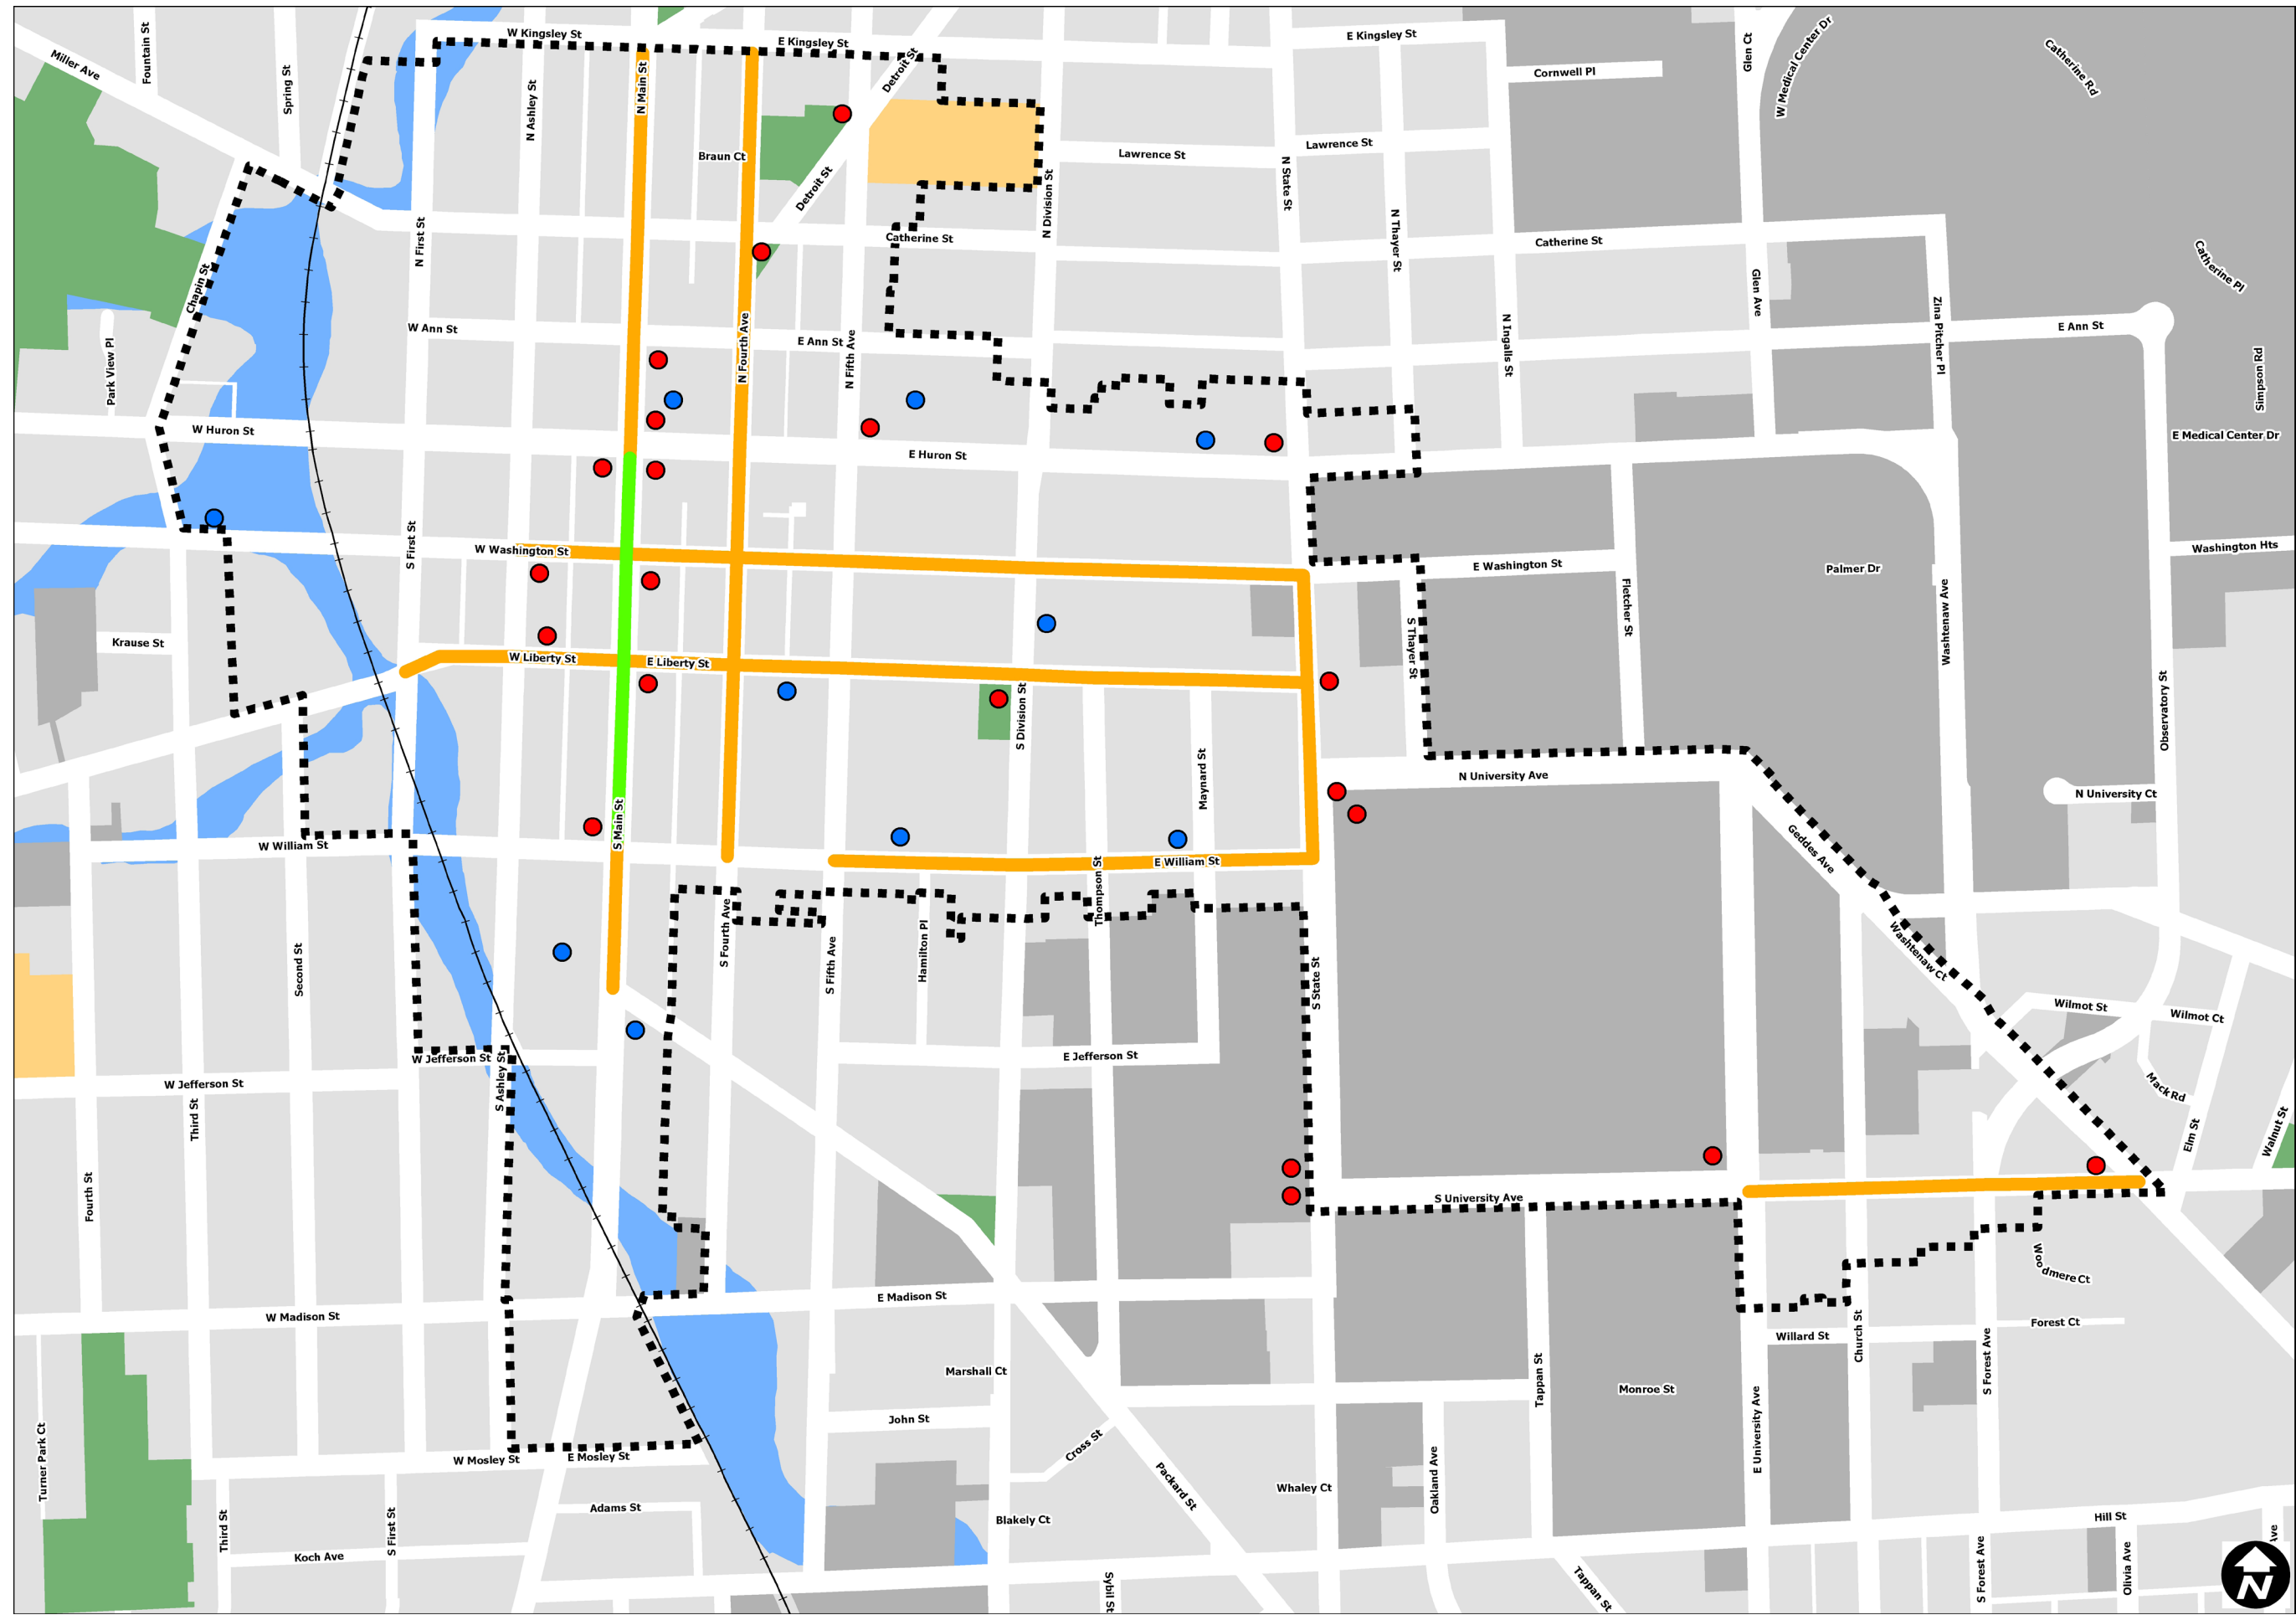 Miller Ave
Fountain St
Spring St
W Kingsley St
E Kingsley St
E Kingsley St
Cornwell Pl
Glen Ct
W Medical Center Dr
Catherine Rd
N Ashley St
N Main St
Braun Ct
Detroit St
Detroit St
Lawrence St
Lawrence St
N Division St
N State St
N Thayer St
N First St
Catherine St
Catherine St
Catherine Pl
Chapin St
Glen Ave
Zina Pitcher Pl
W Ann St
E Ann St
E Ann St
N Fourth Ave
N Fifth Ave
N Ingalls St
Park View Pl
Simpson Rd
W Huron St
E Huron St
E Medical Center Dr
S First St
W Washington St
E Washington St
Washington Hts
Palmer Dr
Fletcher St
S Thayer St
Washtenaw Ave
Krause St
W Liberty St
E Liberty St
S Division St
Observatory St
Maynard St
N University Ave
N University Ct
S Main St
W William St
E William St
Geddes Ave
Thompson St
Second St
S Fourth Ave
S Fifth Ave
Hamilton Pl
S State St
Washtenaw Ct
Wilmot St
Wilmot Ct
W Jefferson St
W Jefferson St
E Jefferson St
S Ashley St
Third St
Mack Rd
Elm St
Walnut St
Fourth St
S University Ave
Woodmere Ct
W Madison St
E Madison St
Willard St
Church St
Forest Ct
S Forest Ave
Marshall Ct
Tappan St
Monroe St
E University Ave
John St
Cross St
Turner Park Ct
W Mosley St
E Mosley St
Packard St
Whaley Ct
Oakland Ave
Adams St
Blakely Ct
Hill St
Third St
S First St
Koch Ave
Sybil St
Tappan St
S Forest Ave
Olivia Ave
Ave
N